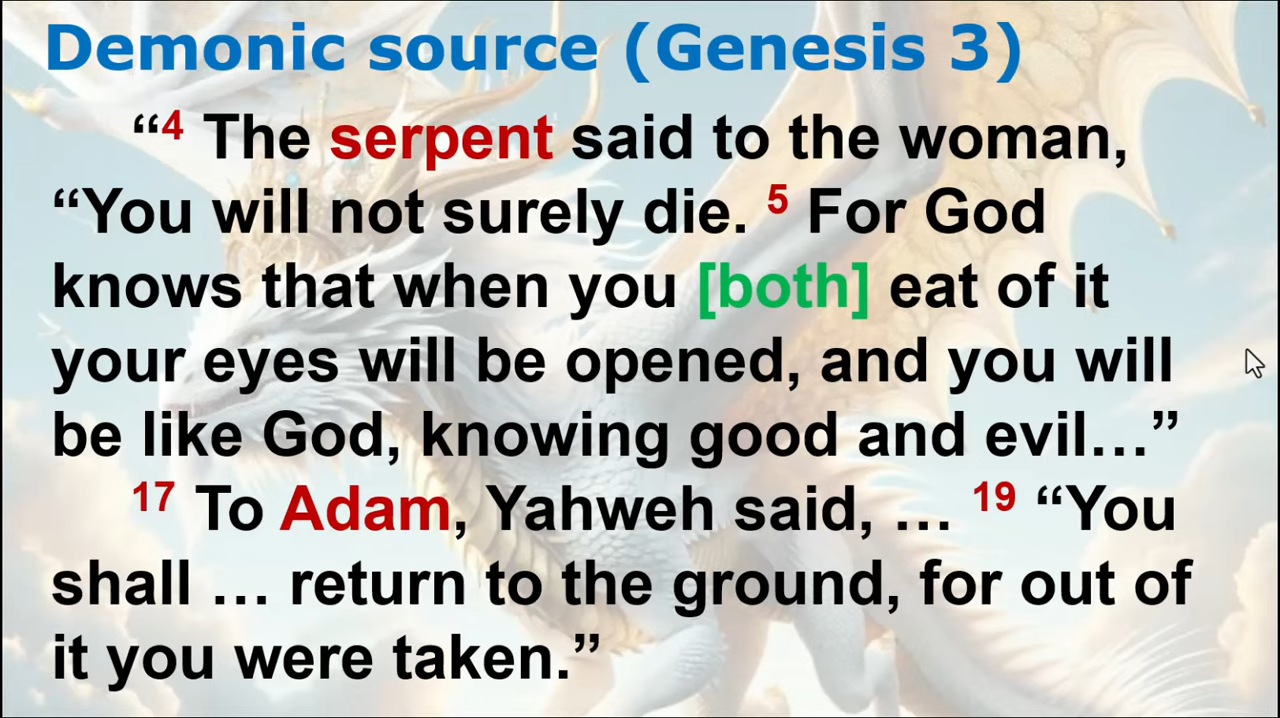 Demonic source (Genesis 3)
“4 The serpent said to the woman,
“You will not surely die. 5 For God
knows that when you [both] eat of it
your eyes will be opened, and you will
be like God, knowing good and evil…”
17 To Adam, Yahweh said, … 19 “You
shall … return to the ground, for out of
it you were taken.”